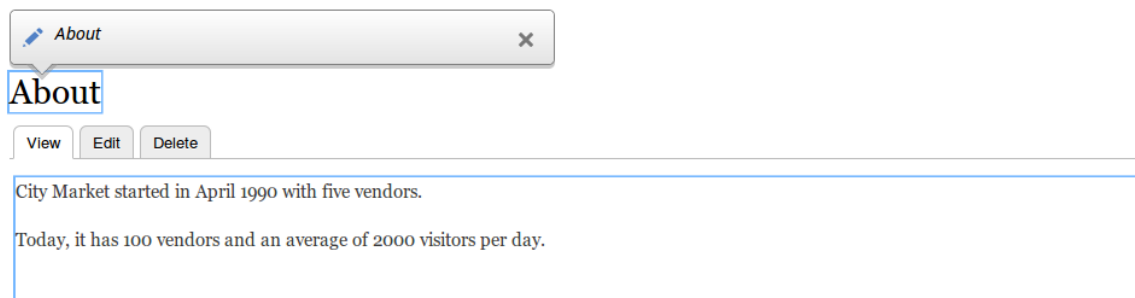 About
About
View Edit Delete
City Market started in April 1990 with five vendors.
Today, it has 100 vendors and an average of 2000 visitors per day.